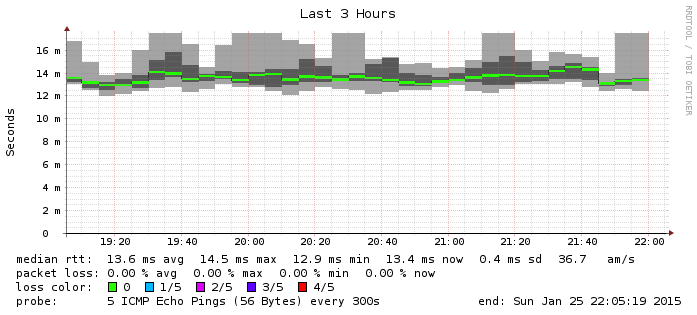 Last 3 Hours
RRDTOOL / TOBI OETIKER
Seconds
16 m
14 m
12 m
10 m
8 m
6 m
4 m
2 m
0
19:20 19:40 20:00 20:20 20:40 21:00 21:20 21:40 22:00
median rtt: 13.6 ms avg 14.5 ms max 12.9 ms min 13.4 ms now 0.4 ms sd 36.7 am/s
packet loss: 0.00 % avg 0.00 % max 0.00 % min 0.00 % now
loss color: 0 1/5 2/5 3/5 4/5
probe: 5 ICMP Echo Pings (56 Bytes) every 300s end: Sun Jan 25 22:05:19 2015